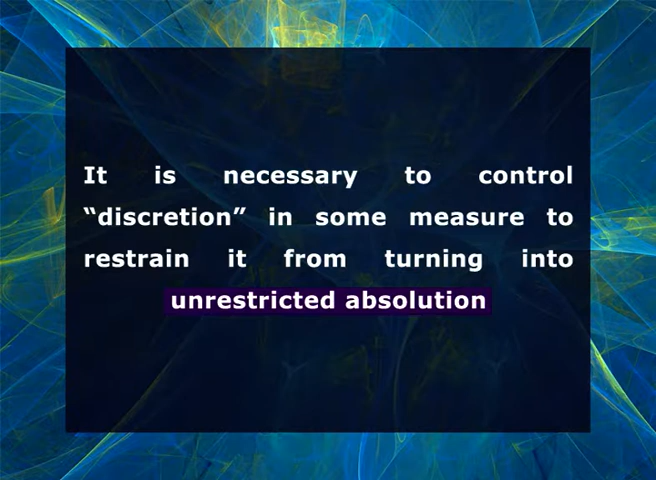 It is necessary to control
“discretion” in some measure to
restrain it from turning into
unrestricted absolution